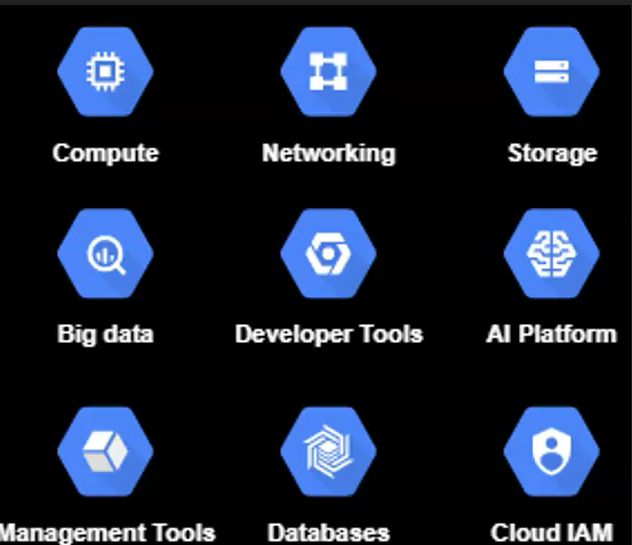 Compute
Networking
Storage
Big data
Developer Tools
AI Platform
Management Tools
Databases
Cloud IAM